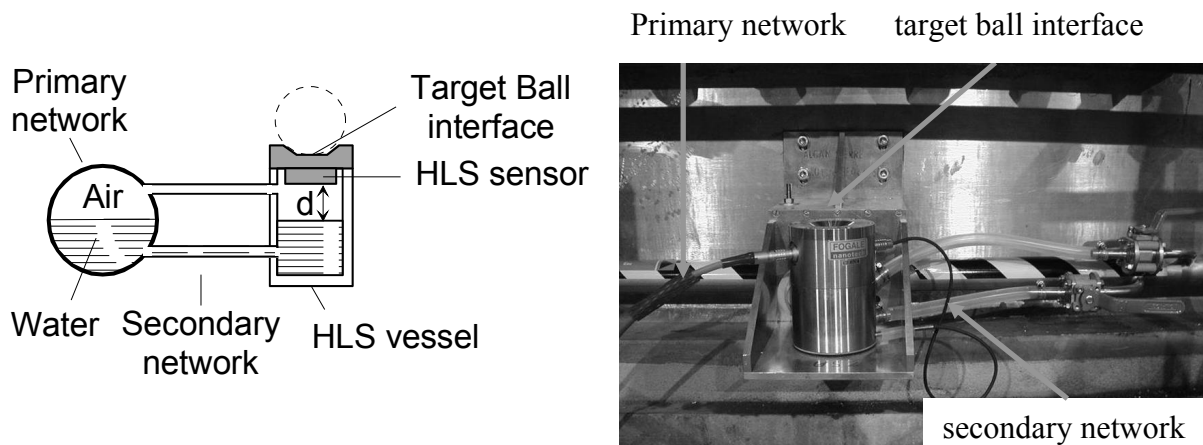 Primary network
Air
Water
Secondary network
Target Ball interface
HLS sensor
d
HLS vessel
Primary network
target ball interface
FOGALE
nanotech
secondary network